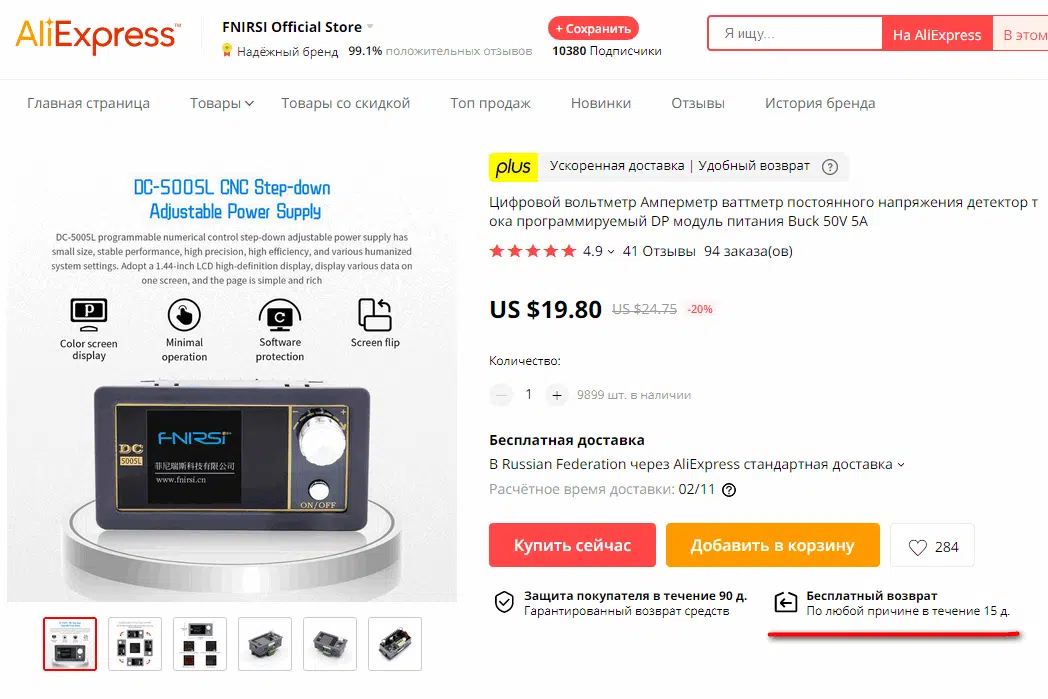 AliExpress™
FNIRSI Official Store
Надёжный бренд 99.1% положительных отзывов
+ Сохранить
10380 Подписчики
Я ищу...
На AliExpress
В этом
Главная страница
Товары
Товары со скидкой
Топ продаж
Новинки
Отзывы
История бренда
DC-5005L CNC Step-down
Adjustable Power Supply
DC-5005L programmable numerical control step-down adjustable power supply has
small size, stable performance, high precision, high efficiency, and various humanized
system settings. Adopt a 1.44-inch LCD high-definition display, display various data on
one screen, and the page is simple and rich
P
C
Color screen
display
Minimal
operation
Software
protection
Screen flip
FNIRSI
菲尼瑞斯科技有限公司
www.fnirsi.cn
DC
5005L
- +
ON/OFF
plus Ускоренная доставка | Удобный возврат ?
Цифровой вольтметр Амперметр ваттметр постоянного напряжения детектор т
ока программируемый DP модуль питания Buck 50V 5A
4.9 41 Отзывы 94 заказа(ов)
US $19.80 US $24.75 -20%
Количество:
— 1 + 9899 шт. в наличии
Бесплатная доставка
В Russian Federation через AliExpress стандартная доставка
Расчётное время доставки: 02/11 ?
Купить сейчас
Добавить в корзину
284
Защита покупателя в течение 90 д.
Гарантированный возврат средств
Бесплатный возврат
По любой причине в течение 15 д.